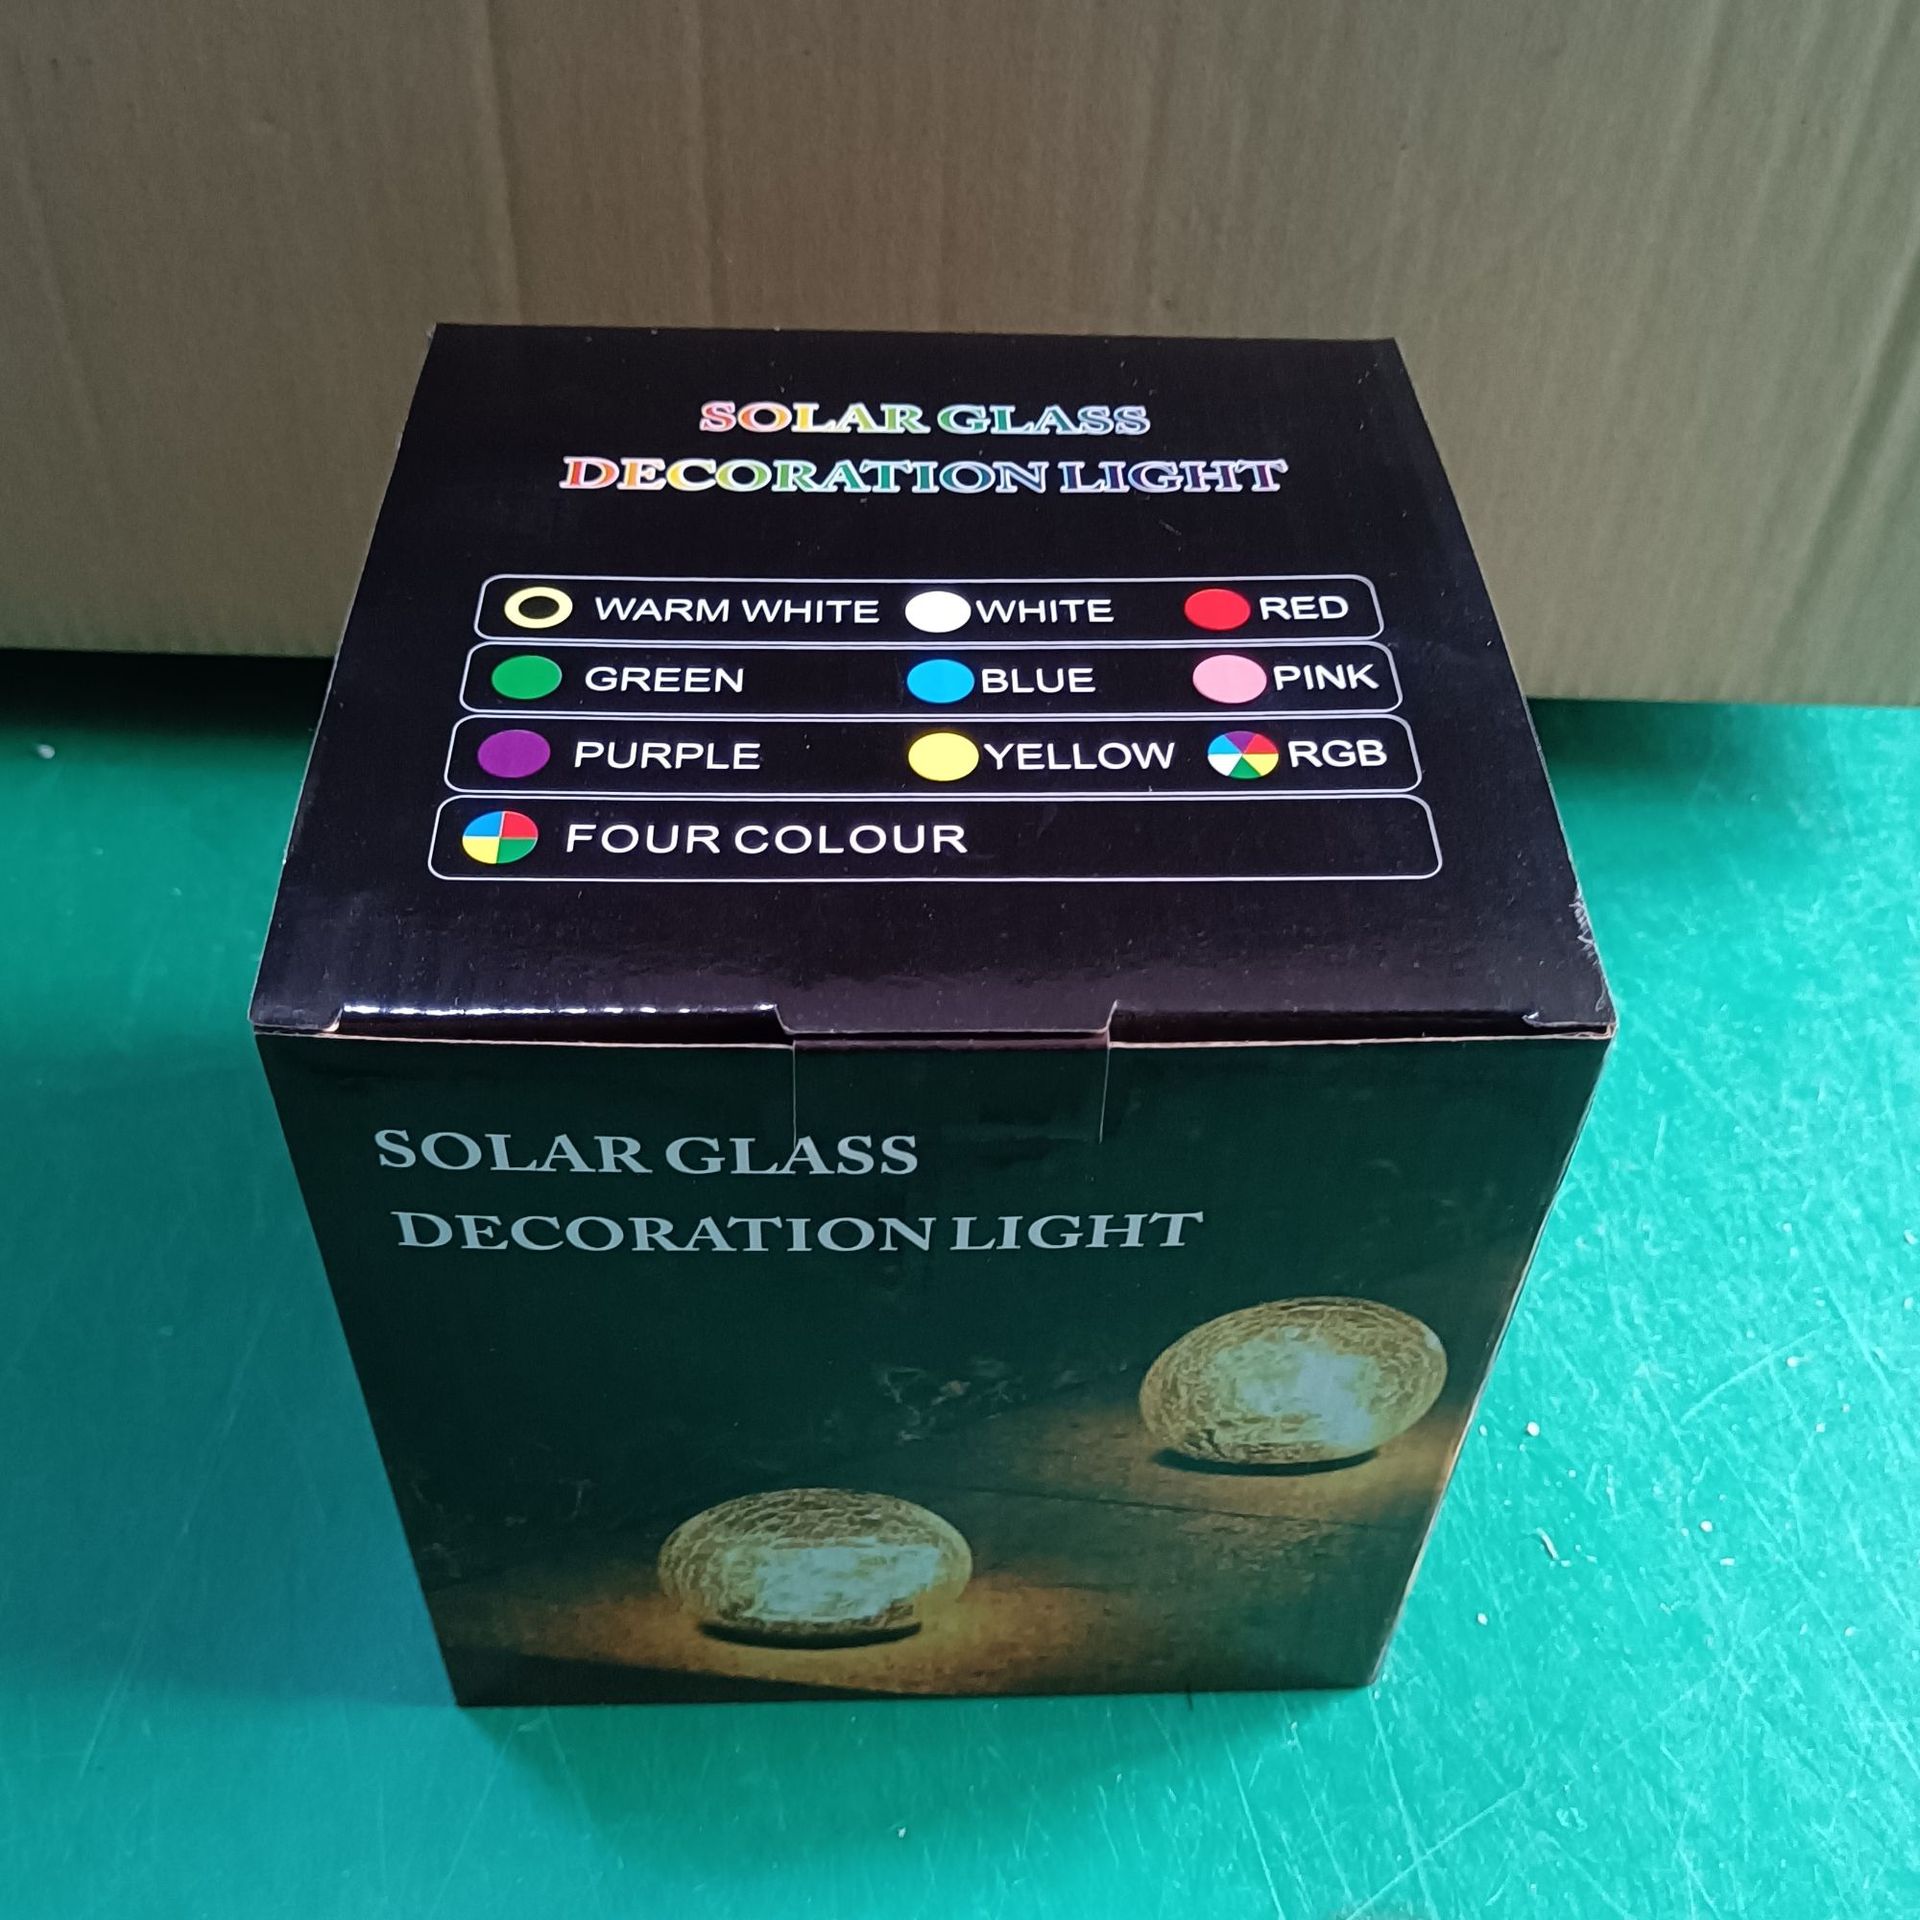 SOLAR GLASS
DECORATION LIGHT
WARM WHITE WHITE RED
GREEN BLUE PINK
PURPLE YELLOW RGB
FOUR COLOUR
SOLAR GLASS
DECORATION LIGHT